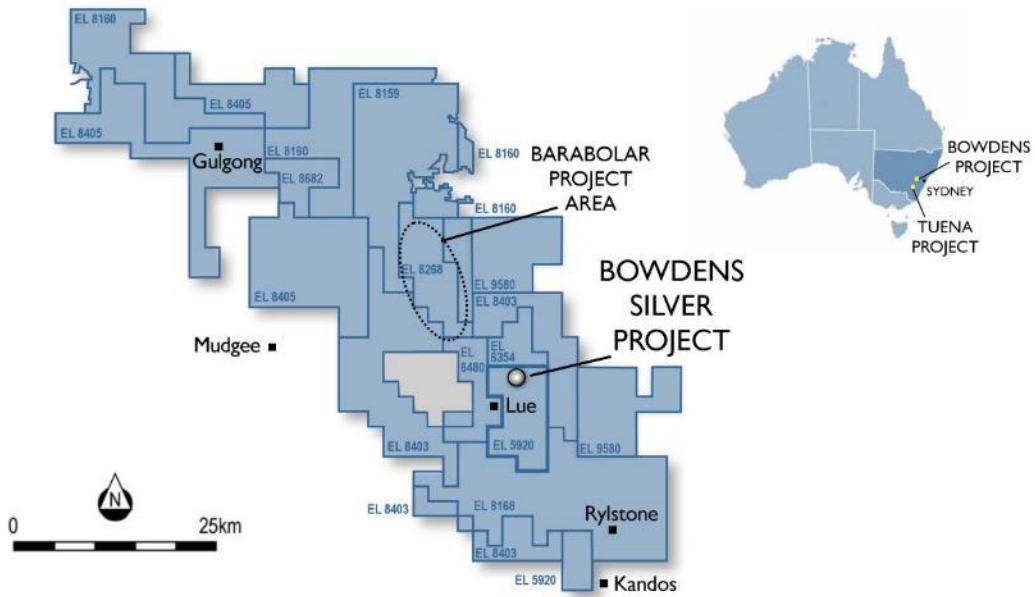 EL 8160
EL 8159
EL 8405
EL 8405
Gulgong
EL 8160
EL 8682
EL 8160
BARABOLAR
PROJECT
AREA
EL 8160
EL 8268
EL 9580
EL 8405
EL 8403
BOWDENS
SILVER
PROJECT
Mudgee
EL
8480
EL
6354
Lue
EL 8403
EL 5920
EL 9580
EL 8403
EL 8168
Rylstone
EL 8403
EL 5920
Kandos
N
0
25km
BOWDENS
PROJECT
SYDNEY
TUENA
PROJECT